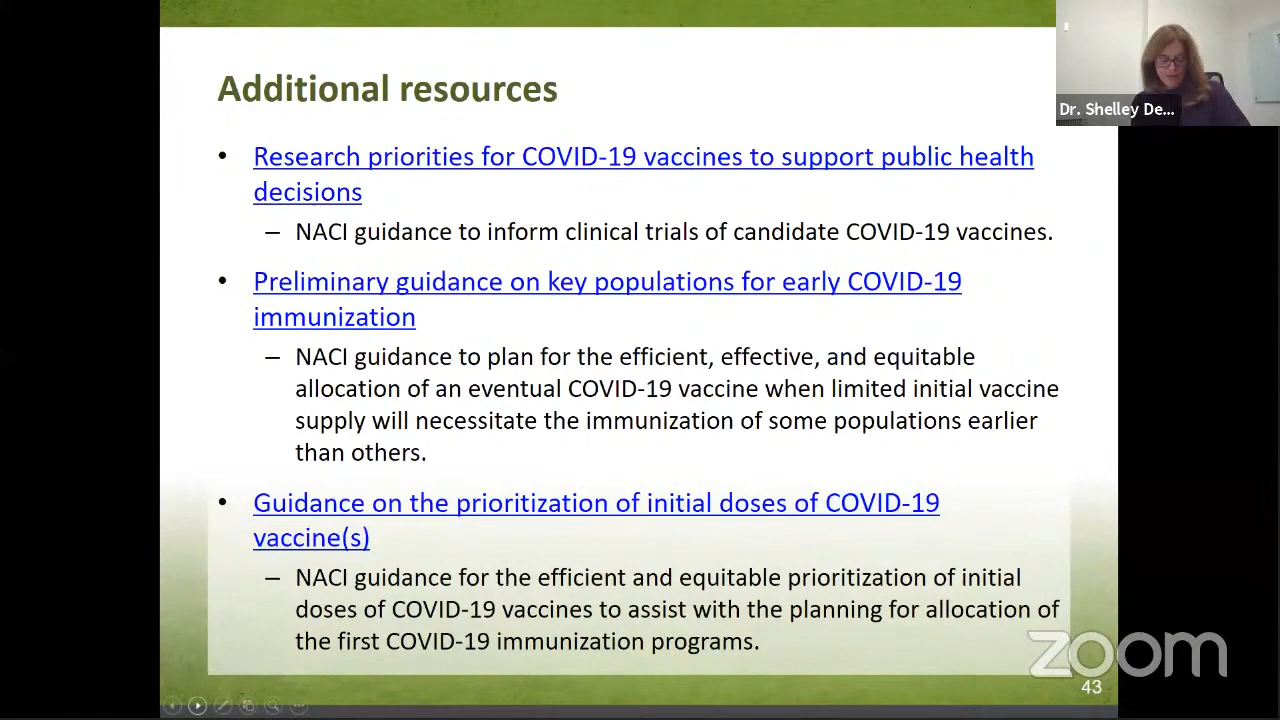 Additional resources
Dr. Shelley De...
• Research priorities for COVID-19 vaccines to support public health
decisions
– NACI guidance to inform clinical trials of candidate COVID-19 vaccines.
• Preliminary guidance on key populations for early COVID-19
immunization
– NACI guidance to plan for the efficient, effective, and equitable
allocation of an eventual COVID-19 vaccine when limited initial vaccine
supply will necessitate the immunization of some populations earlier
than others.
• Guidance on the prioritization of initial doses of COVID-19
vaccine(s)
– NACI guidance for the efficient and equitable prioritization of initial
doses of COVID-19 vaccines to assist with the planning for allocation of
the first COVID-19 immunization programs.
zoom
43